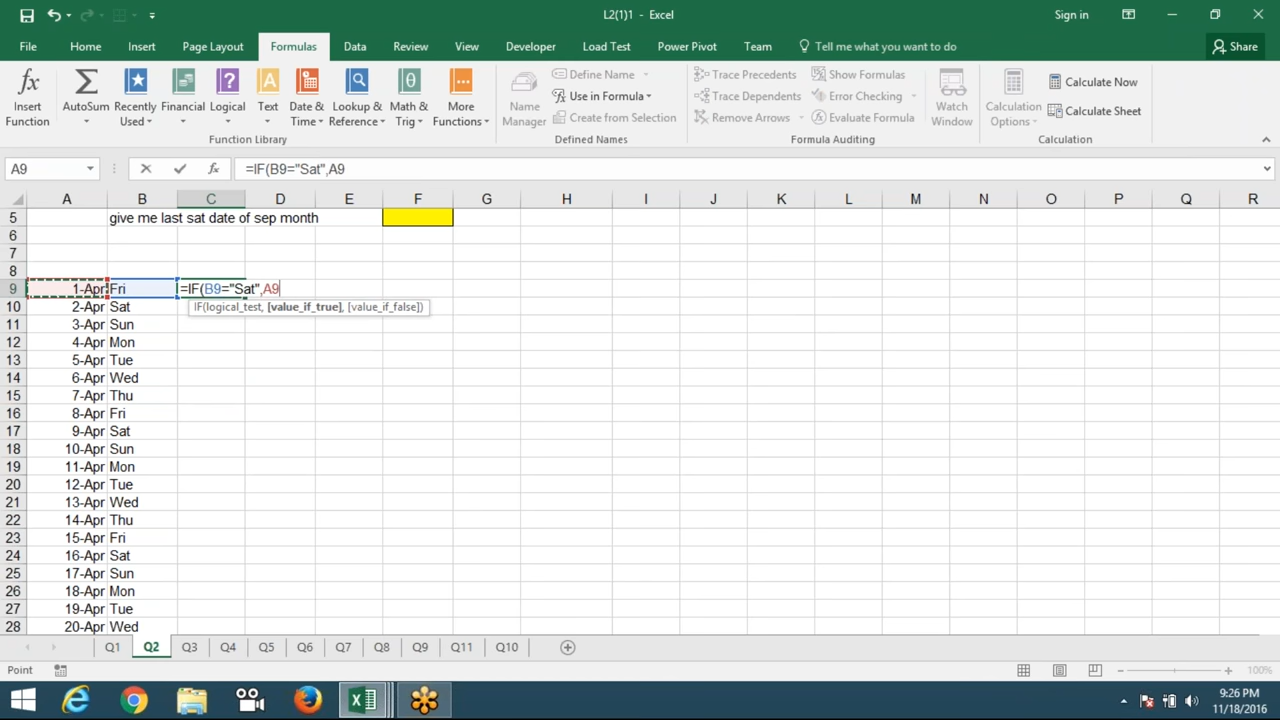 L2(1)1 - Excel
Sign in
File Home Insert Page Layout Formulas Data Review View Developer Load Test Power Pivot Team Tell me what you want to do Share
fx Insert Function
Σ AutoSum
Recently Used
Financial
Logical
A Text
Date & Time
Lookup & Reference
θ Math & Trig
More Functions
Name Manager
Define Name
Use in Formula
Create from Selection
Trace Precedents
Trace Dependents
Remove Arrows
Show Formulas
Error Checking
Evaluate Formula
Watch Window
Calculation Options
Calculate Now
Calculate Sheet
Function Library Defined Names Formula Auditing Calculation
A9 fx =IF(B9="Sat",A9
A B C D E F G H I J K L M N O P Q R
5 give me last sat date of sep month
6
7
8
9 1-Apr Fri =IF(B9="Sat",A9
IF(logical_test, [value_if_true], [value_if_false])
10 2-Apr Sat
11 3-Apr Sun
12 4-Apr Mon
13 5-Apr Tue
14 6-Apr Wed
15 7-Apr Thu
16 8-Apr Fri
17 9-Apr Sat
18 10-Apr Sun
19 11-Apr Mon
20 12-Apr Tue
21 13-Apr Wed
22 14-Apr Thu
23 15-Apr Fri
24 16-Apr Sat
25 17-Apr Sun
26 18-Apr Mon
27 19-Apr Tue
28 20-Apr Wed
Q1 Q2 Q3 Q4 Q5 Q6 Q7 Q8 Q9 Q11 Q10
Point 100%
9:26 PM
11/18/2016